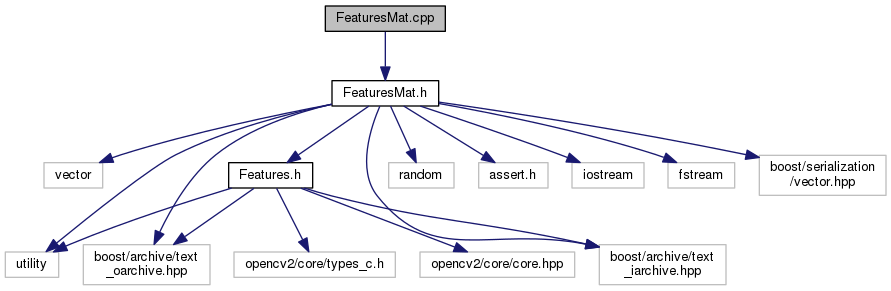 FeaturesMat.cpp
FeaturesMat.h
vector
Features.h
random
assert.h
iostream
fstream
boost/serialization
/vector.hpp
utility
boost/archive/text
_oarchive.hpp
opencv2/core/types_c.h
opencv2/core/core.hpp
boost/archive/text
_iarchive.hpp